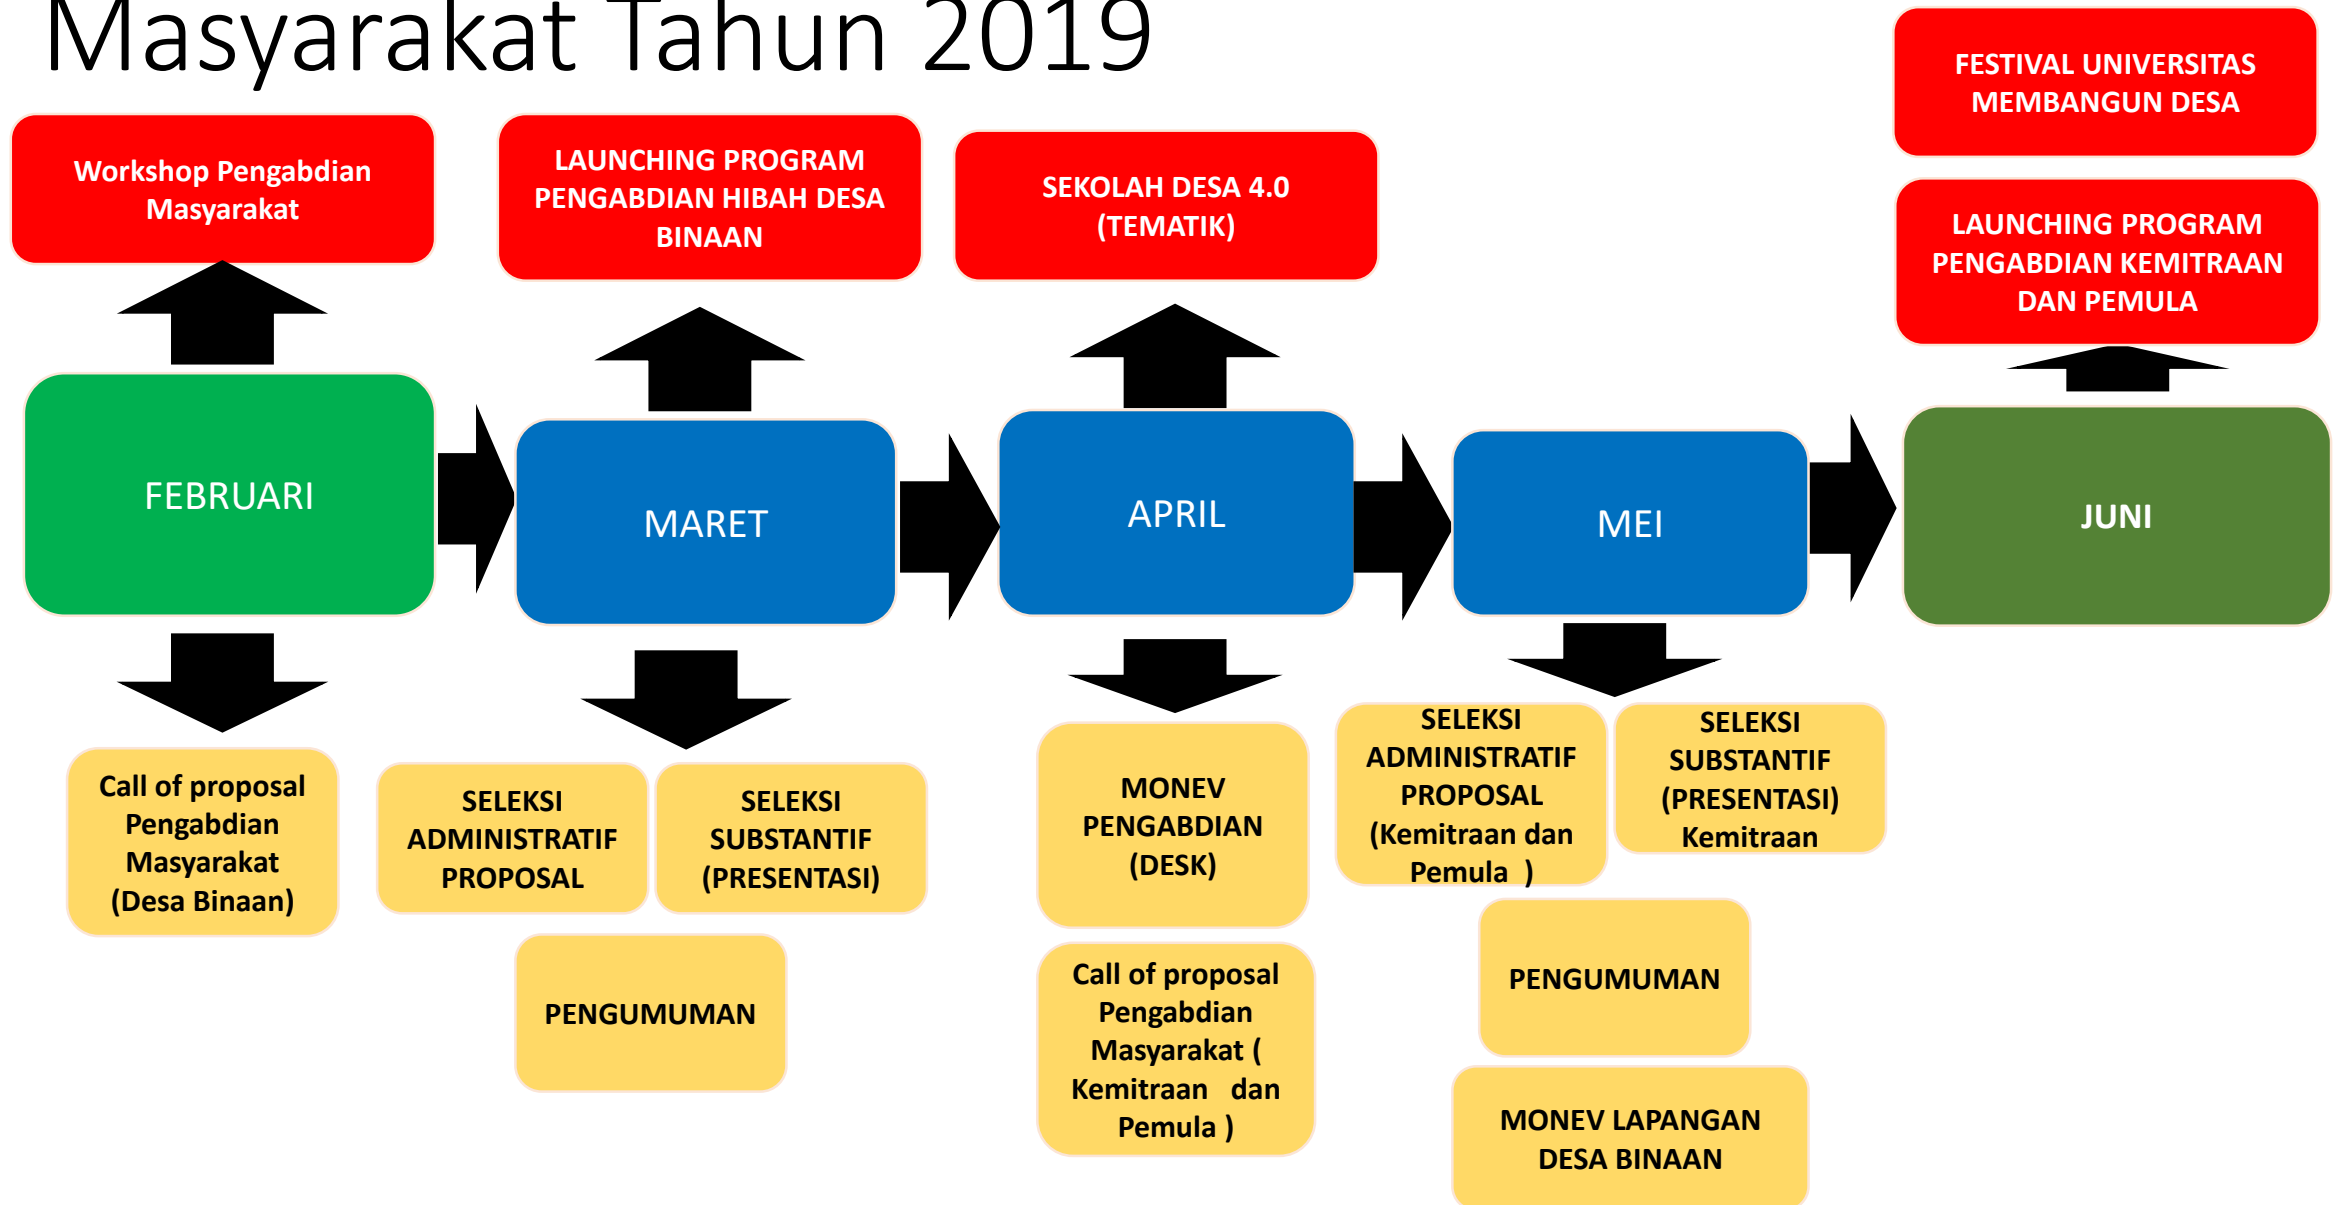 Masyarakat Tahun 2019
FESTIVAL UNIVERSITAS
MEMBANGUN DESA
Workshop Pengabdian
Masyarakat
LAUNCHING PROGRAM
PENGABDIAN HIBAH DESA
BINAAN
SEKOLAH DESA 4.0
(TEMATIK)
LAUNCHING PROGRAM
PENGABDIAN KEMITRAAN
DAN PEMULA
FEBRUARI
MARET
APRIL
MEI
JUNI
Call of proposal
Pengabdian
Masyarakat
(Desa Binaan)
SELEKSI
ADMINISTRATIF
PROPOSAL
SELEKSI
SUBSTANTIF
(PRESENTASI)
PENGUMUMAN
MONEV
PENGABDIAN
(DESK)
Call of proposal
Pengabdian
Masyarakat (
Kemitraan dan
Pemula )
SELEKSI
ADMINISTRATIF
PROPOSAL
(Kemitraan dan
Pemula )
SELEKSI
SUBSTANTIF
(PRESENTASI)
Kemitraan
PENGUMUMAN
MONEV LAPANGAN
DESA BINAAN